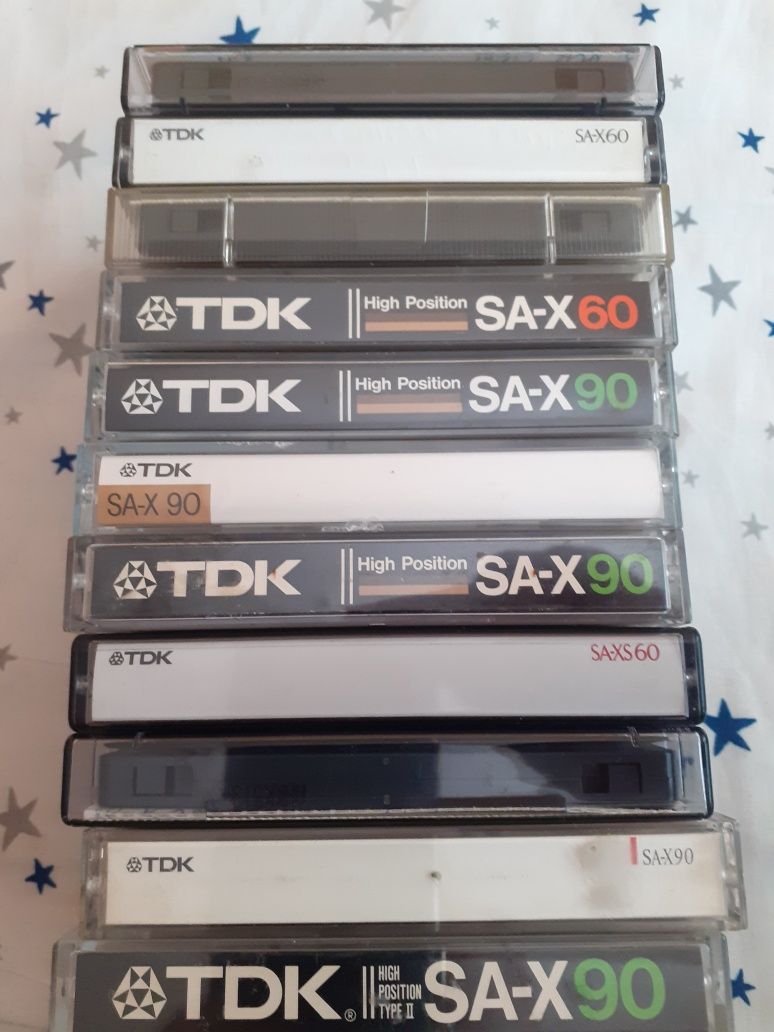 TDK SA-X60
TDK High Position SA-X60
TDK High Position SA-X90
TDK
SA-X 90
TDK High Position SA-X90
TDK SA-XS60
TDK SA-X90
TDK® HIGH POSITION TYPE II SA-X90